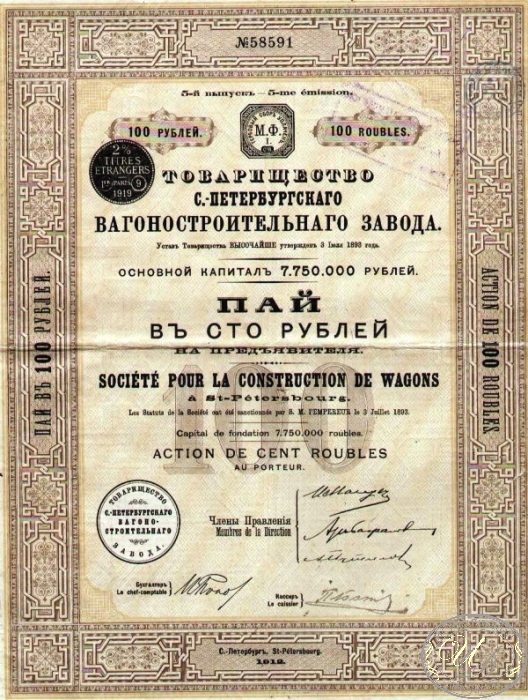 №58591
5-й выпускъ — 5-me émission.
100 РУБЛЕЙ.
М.Ф.
I.
100 ROUBLES.
2%
TITRES
ETRANGERS
PARIS 9
1919
ТОВАРИЩЕСТВО
С.-ПЕТЕРБУРГСКАГО
ВАГОНОСТРОИТЕЛЬНАГО ЗАВОДА.
Уставъ Товарищества ВЫСОЧАЙШЕ утвержденъ 3 Іюля 1893 года.
ОСНОВНОЙ КАПИТАЛЪ 7.750.000 РУБЛЕЙ.
ПАЙ
ВЪ СТО РУБЛЕЙ
НА ПРЕДЪЯВИТЕЛЯ.
100
SOCIÉTÉ POUR LA CONSTRUCTION DE WAGONS
à St-Pétersbourg.
Les Statuts de la Société ont été sanctionnés par S. M. l'EMPEREUR le 3 Juillet 1893.
Capital de fondation 7.750.000 roubles.
ACTION DE CENT ROUBLES
AU PORTEUR.
ПАЙ ВЪ 100 РУБЛЕЙ.
ACTION DE 100 ROUBLES
ТОВАРИЩЕСТВО
С.-ПЕТЕРБУРГСКАГО
ВАГОНО-
СТРОИТЕЛЬНАГО
ЗАВОДА.
Члены Правленія
Membres de la Direction
Бухгалтеръ
Le chef-comptable
Кассиръ
Le caissier
С.-Петербургъ, St-Pétersbourg.
1912.